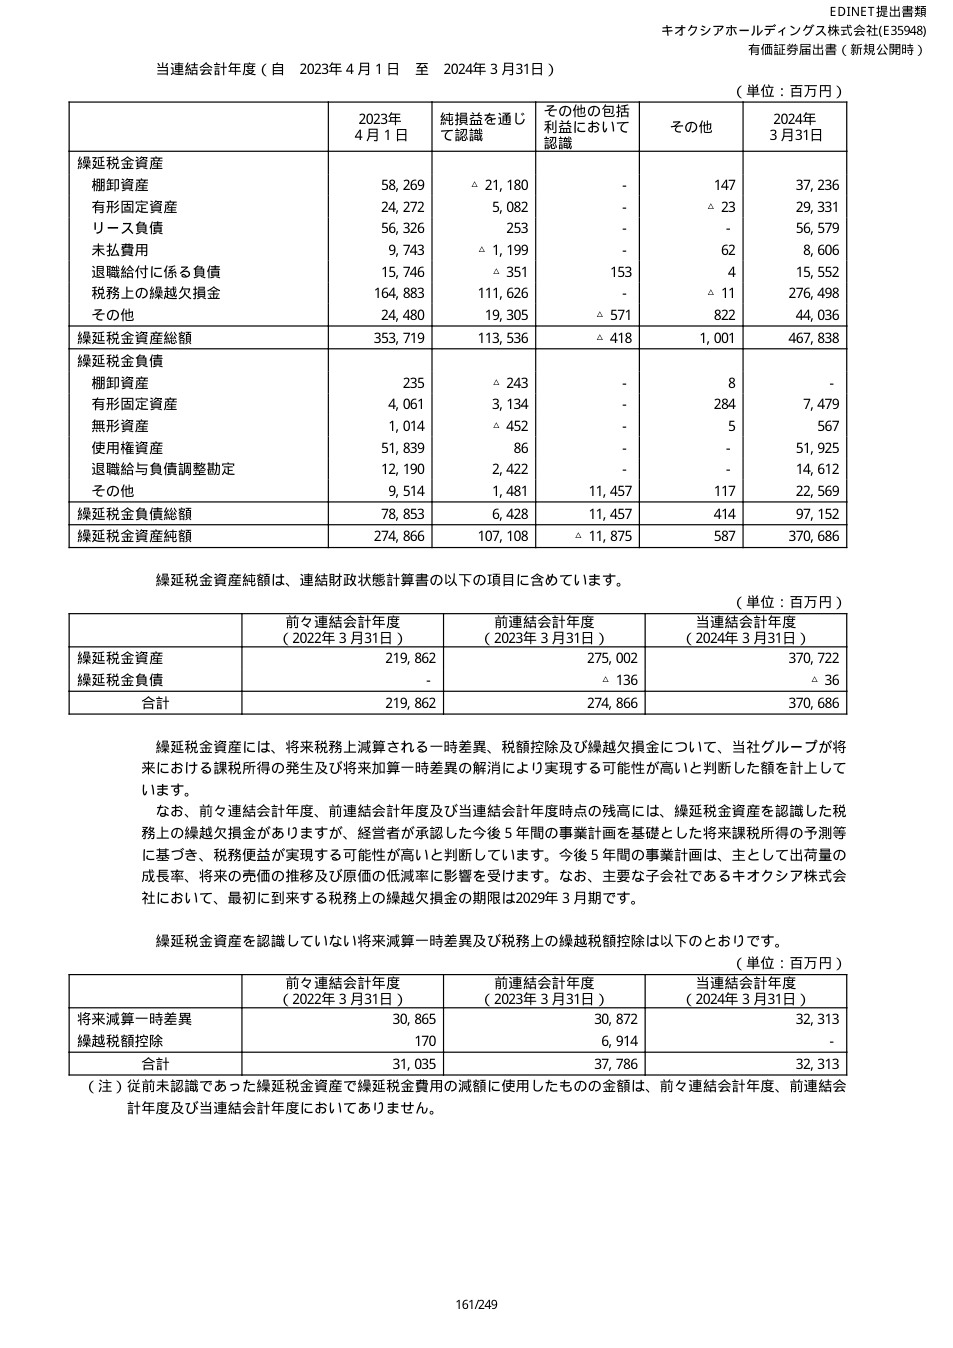 EDINET提出書類
キオクシアホールディングス株式会社(E35948)
有価証券届出書（新規公開時）
当連結会計年度（自　2023年４月１日　至　2024年３月31日）
（単位：百万円）
2023年
４月１日
純損益を通じ
て認識
その他の包括
利益において
認識
その他
2024年
３月31日
繰延税金資産
棚卸資産 58,269 △21,180 - 147 37,236
有形固定資産 24,272 5,082 - △23 29,331
リース負債 56,326 253 - - 56,579
未払費用 9,743 △1,199 - 62 8,606
退職給付に係る負債 15,746 △351 153 4 15,552
税務上の繰越欠損金 164,883 111,626 - △11 276,498
その他 24,480 19,305 △571 822 44,036
繰延税金資産総額 353,719 113,536 △418 1,001 467,838
繰延税金負債
棚卸資産 235 △243 - 8 -
有形固定資産 4,061 3,134 - 284 7,479
無形資産 1,014 △452 - 5 567
使用権資産 51,839 86 - - 51,925
退職給与負債調整勘定 12,190 2,422 - - 14,612
その他 9,514 1,481 11,457 117 22,569
繰延税金負債総額 78,853 6,428 11,457 414 97,152
繰延税金資産純額 274,866 107,108 △11,875 587 370,686
繰延税金資産純額は、連結財政状態計算書の以下の項目に含めています。
（単位：百万円）
前々連結会計年度
（2022年３月31日）
前連結会計年度
（2023年３月31日）
当連結会計年度
（2024年３月31日）
繰延税金資産 219,862 275,002 370,722
繰延税金負債 - △136 △36
合計 219,862 274,866 370,686
繰延税金資産には、将来税務上減算される一時差異、税額控除及び繰越欠損金について、当社グループが将
来における課税所得の発生及び将来加算一時差異の解消により実現する可能性が高いと判断した額を計上して
います。
なお、前々連結会計年度、前連結会計年度及び当連結会計年度時点の残高には、繰延税金資産を認識した税
務上の繰越欠損金がありますが、経営者が承認した今後５年間の事業計画を基礎とした将来課税所得の予測等
に基づき、税務便益が実現する可能性が高いと判断しています。今後５年間の事業計画は、主として出荷量の
成長率、将来の売価の推移及び原価の低減率に影響を受けます。なお、主要な子会社であるキオクシア株式会
社において、最初に到来する税務上の繰越欠損金の期限は2029年３月期です。
繰延税金資産を認識していない将来減算一時差異及び税務上の繰越税額控除は以下のとおりです。
（単位：百万円）
前々連結会計年度
（2022年３月31日）
前連結会計年度
（2023年３月31日）
当連結会計年度
（2024年３月31日）
将来減算一時差異 30,865 30,872 32,313
繰越税額控除 170 6,914 -
合計 31,035 37,786 32,313
（注）従前未認識であった繰延税金資産で繰延税金費用の減額に使用したものの金額は、前々連結会計年度、前連結会
計年度及び当連結会計年度においてありません。
161/249